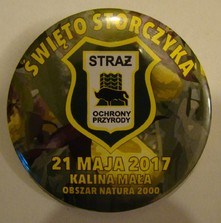 ŚWIĘTO STORCZYKA
STRAŻ
OCHRONY
PRZYRODY
21 MAJA 2017
KALINA MAŁA
OBSZAR NATURA 2000